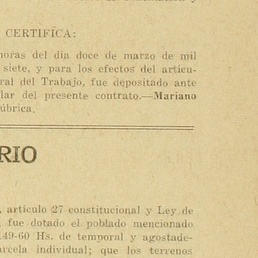 y
CERTIFICA:
horas del día doce de marzo de mil
siete, y para los efectos del artícu-
ral del Trabajo, fue depositado ante
lar del presente contrato.—Mariano
úbrica.
RIO
, artículo 27 constitucional y Ley de
, fue dotado el poblado mencionado
149-60 Hs. de temporal y agostade-
arcela individual; que los terrenos